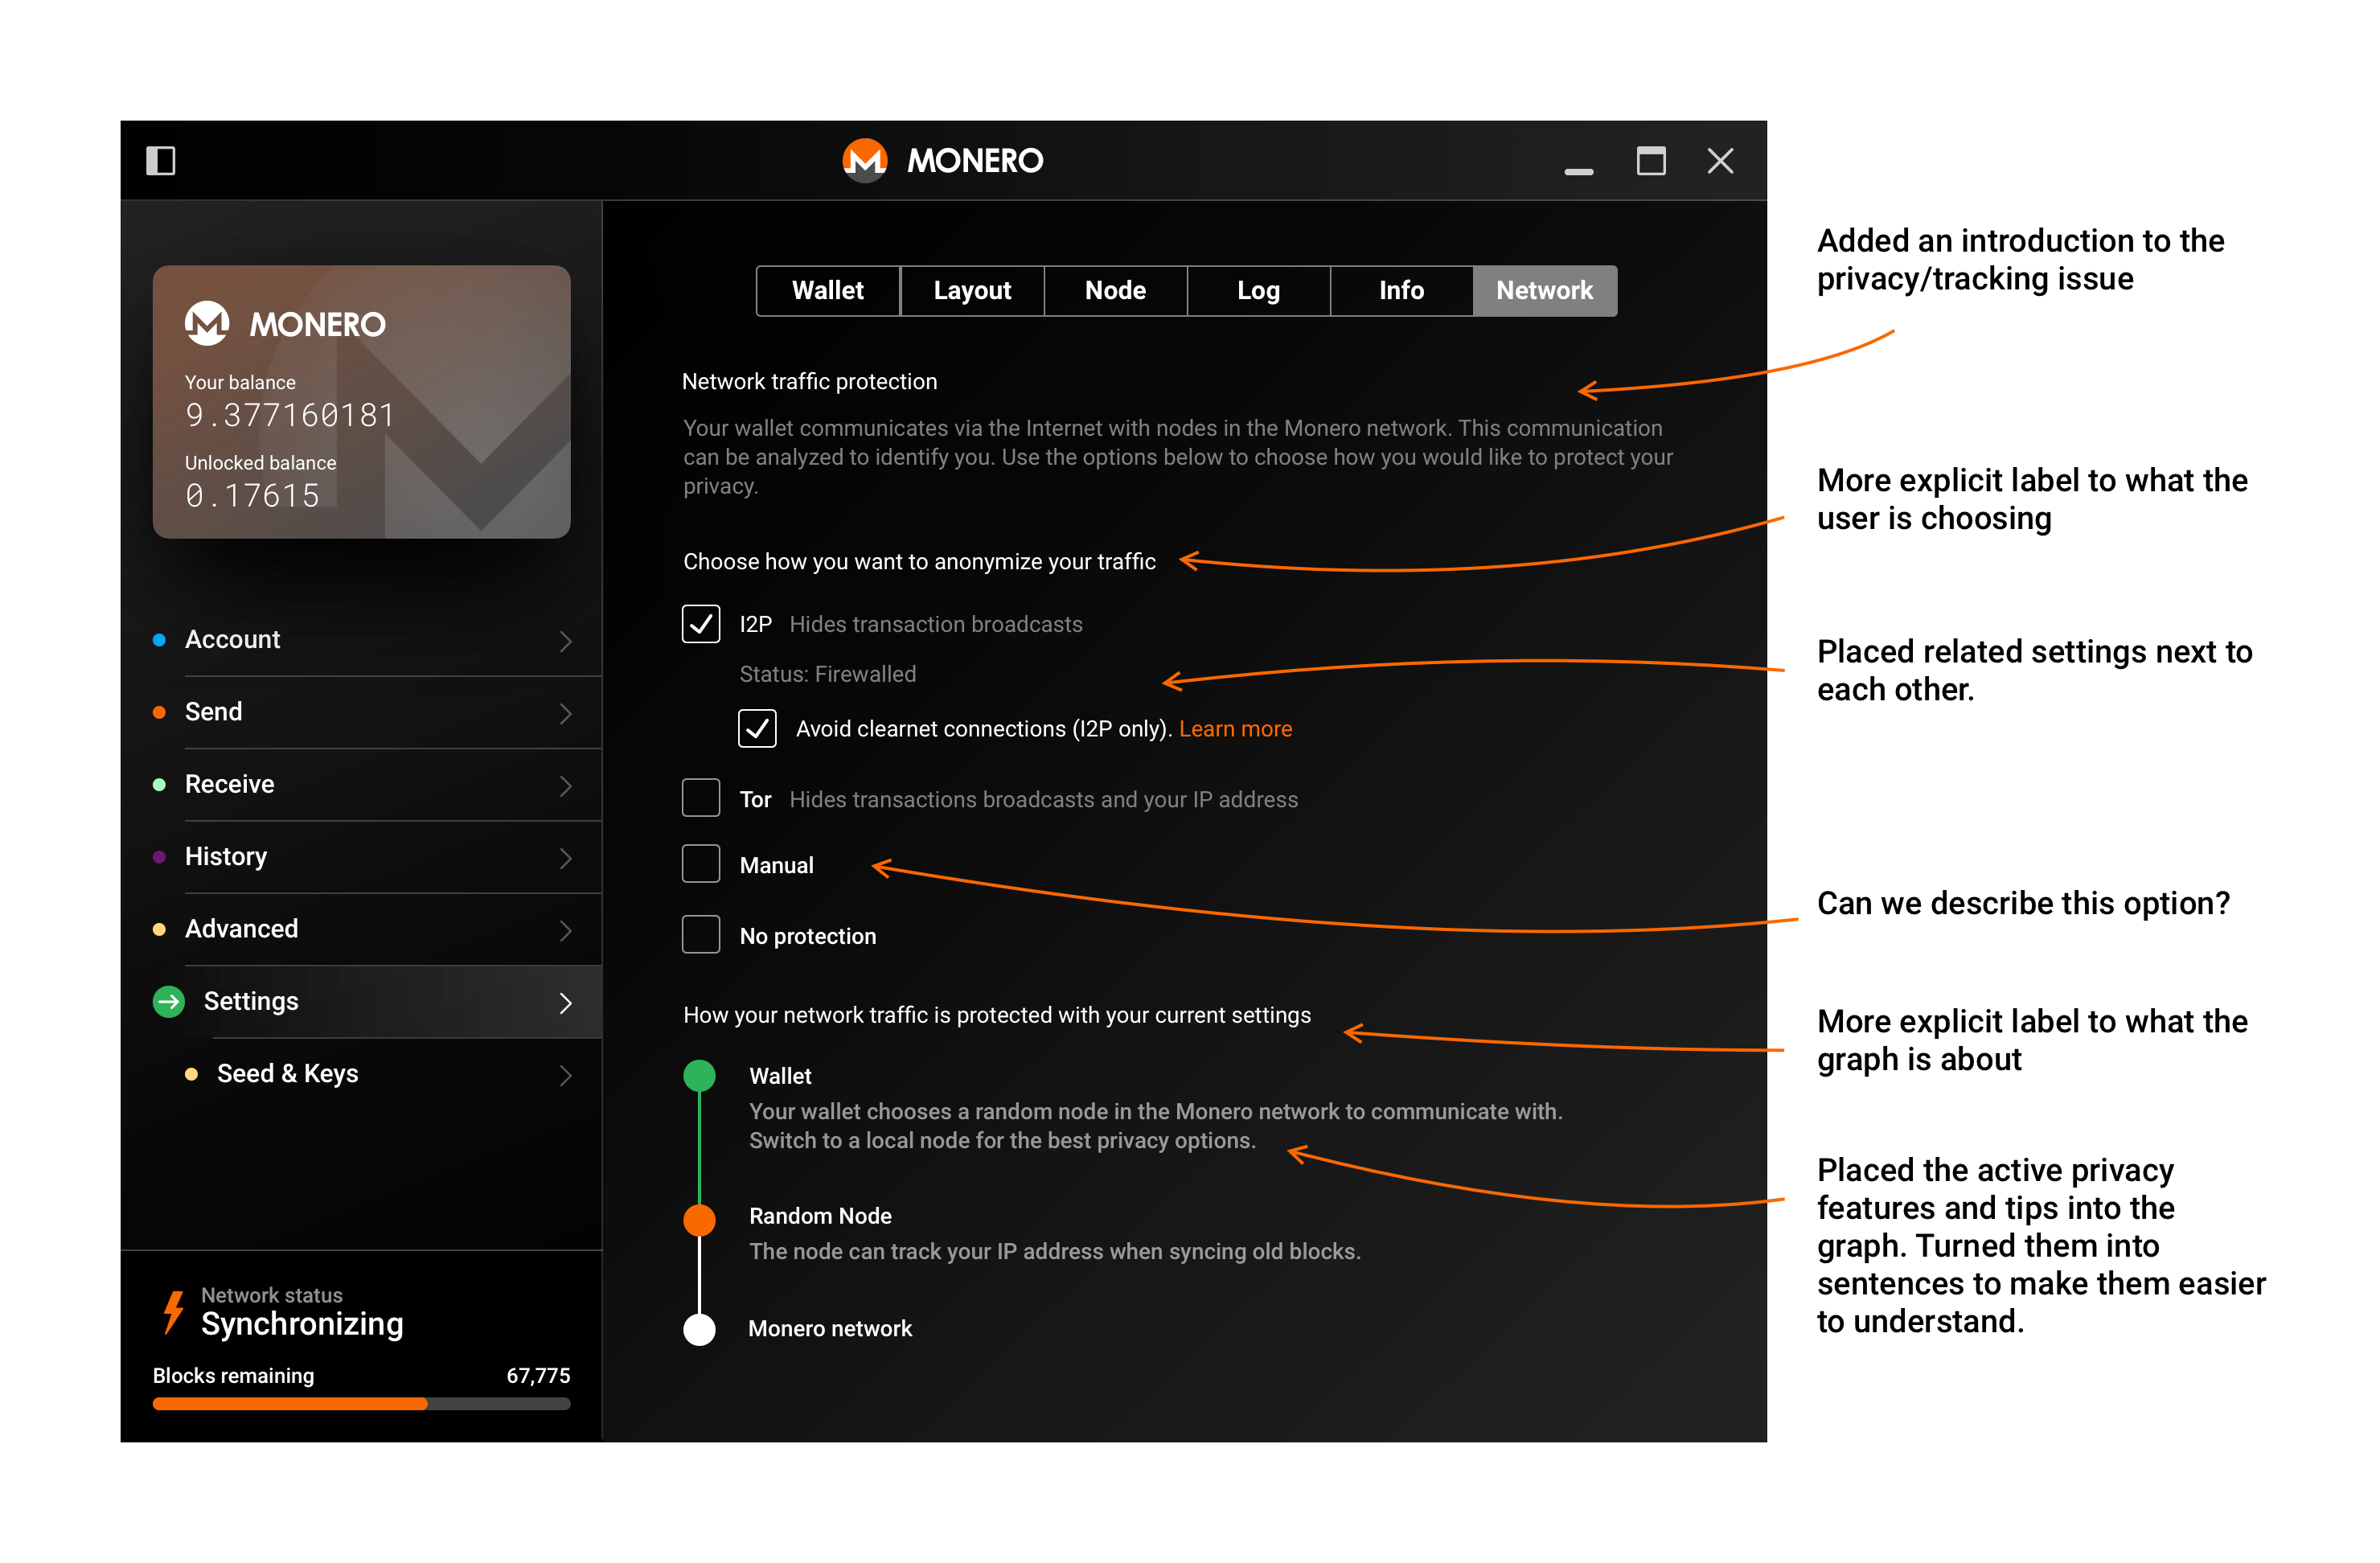 MONERO
MONERO
Your balance
9.377160181
Unlocked balance
0.17615
Account
Send
Receive
History
Advanced
Settings
Seed & Keys
Network status
Synchronizing
Blocks remaining 67,775
Wallet Layout Node Log Info Network
Network traffic protection
Your wallet communicates via the Internet with nodes in the Monero network. This communication
can be analyzed to identify you. Use the options below to choose how you would like to protect your
privacy.
Choose how you want to anonymize your traffic
I2P Hides transaction broadcasts
Status: Firewalled
Avoid clearnet connections (I2P only). Learn more
Tor Hides transactions broadcasts and your IP address
Manual
No protection
How your network traffic is protected with your current settings
Wallet
Your wallet chooses a random node in the Monero network to communicate with.
Switch to a local node for the best privacy options.
Random Node
The node can track your IP address when syncing old blocks.
Monero network
Added an introduction to the
privacy/tracking issue
More explicit label to what the
user is choosing
Placed related settings next to
each other.
Can we describe this option?
More explicit label to what the
graph is about
Placed the active privacy
features and tips into the
graph. Turned them into
sentences to make them easier
to understand.